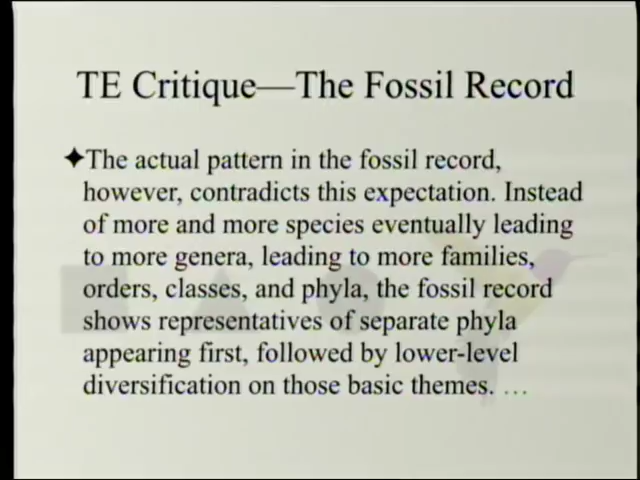 TE Critique—The Fossil Record
✦The actual pattern in the fossil record,
however, contradicts this expectation. Instead
of more and more species eventually leading
to more genera, leading to more families,
orders, classes, and phyla, the fossil record
shows representatives of separate phyla
appearing first, followed by lower-level
diversification on those basic themes. …